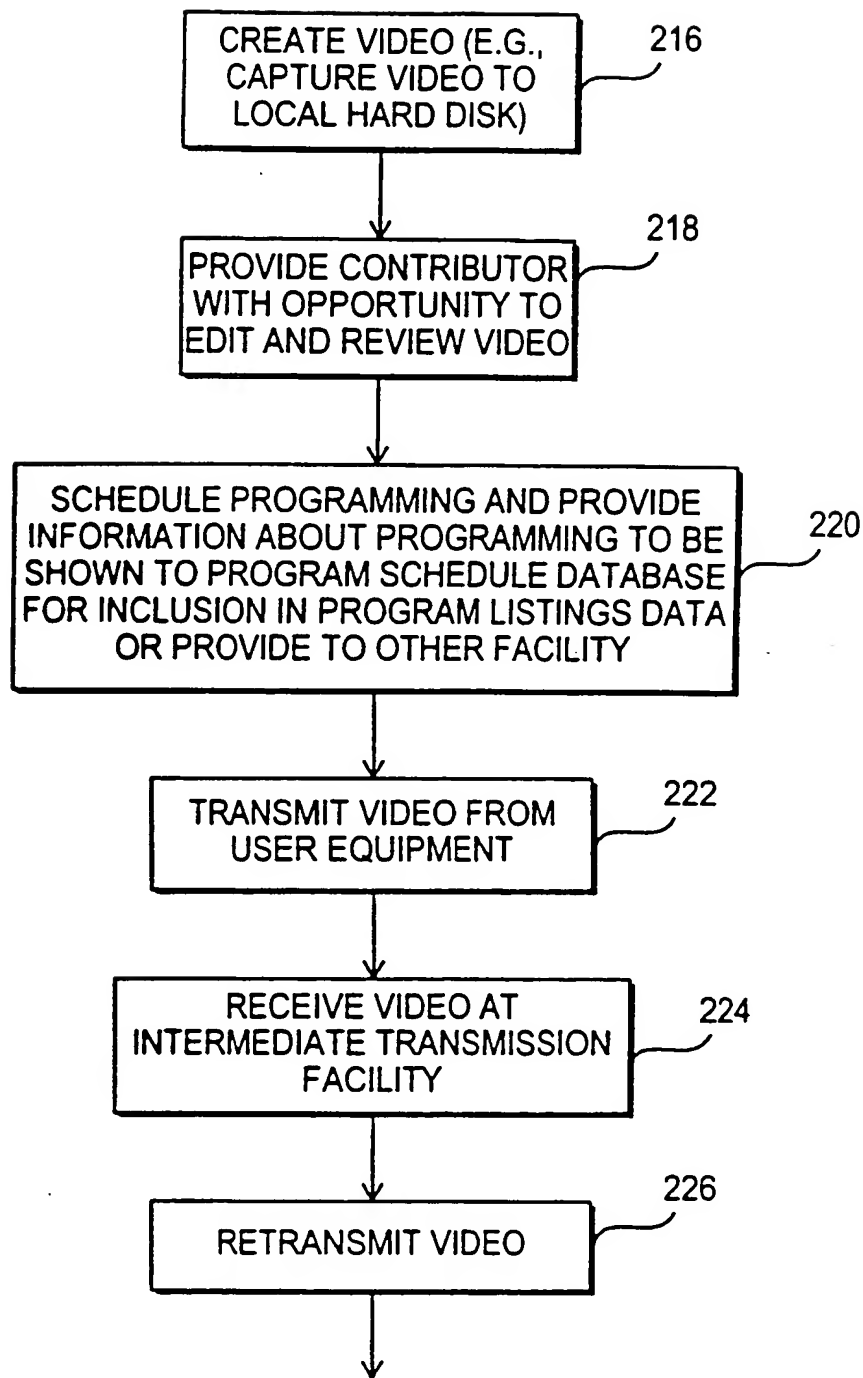 CREATE VIDEO (E.G.,
CAPTURE VIDEO TO
LOCAL HARD DISK)
216
PROVIDE CONTRIBUTOR
WITH OPPORTUNITY TO
EDIT AND REVIEW VIDEO
218
SCHEDULE PROGRAMMING AND PROVIDE
INFORMATION ABOUT PROGRAMMING TO BE
SHOWN TO PROGRAM SCHEDULE DATABASE
FOR INCLUSION IN PROGRAM LISTINGS DATA
OR PROVIDE TO OTHER FACILITY
220
TRANSMIT VIDEO FROM
USER EQUIPMENT
222
RECEIVE VIDEO AT
INTERMEDIATE TRANSMISSION
FACILITY
224
RETRANSMIT VIDEO
226